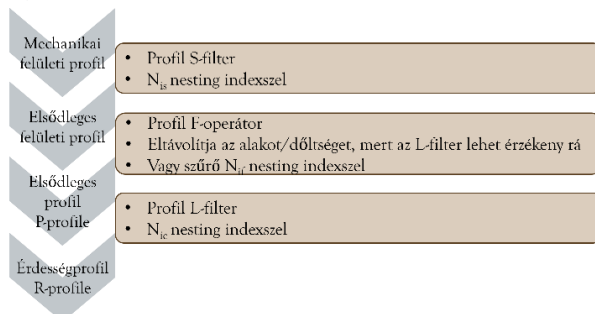 Mechanikai
felületi profil
• Profil S-filter
• Nis nesting indexszel
Elsődleges
felületi profil
• Profil F-operátor
• Eltávolítja az alakot/dőltséget, mert az L-filter lehet érzékeny rá
• Vagy szűrő Nif nesting indexszel
Elsődleges
profil
P-profile
• Profil L-filter
• Nic nesting indexszel
Érdességprofil
R-profile